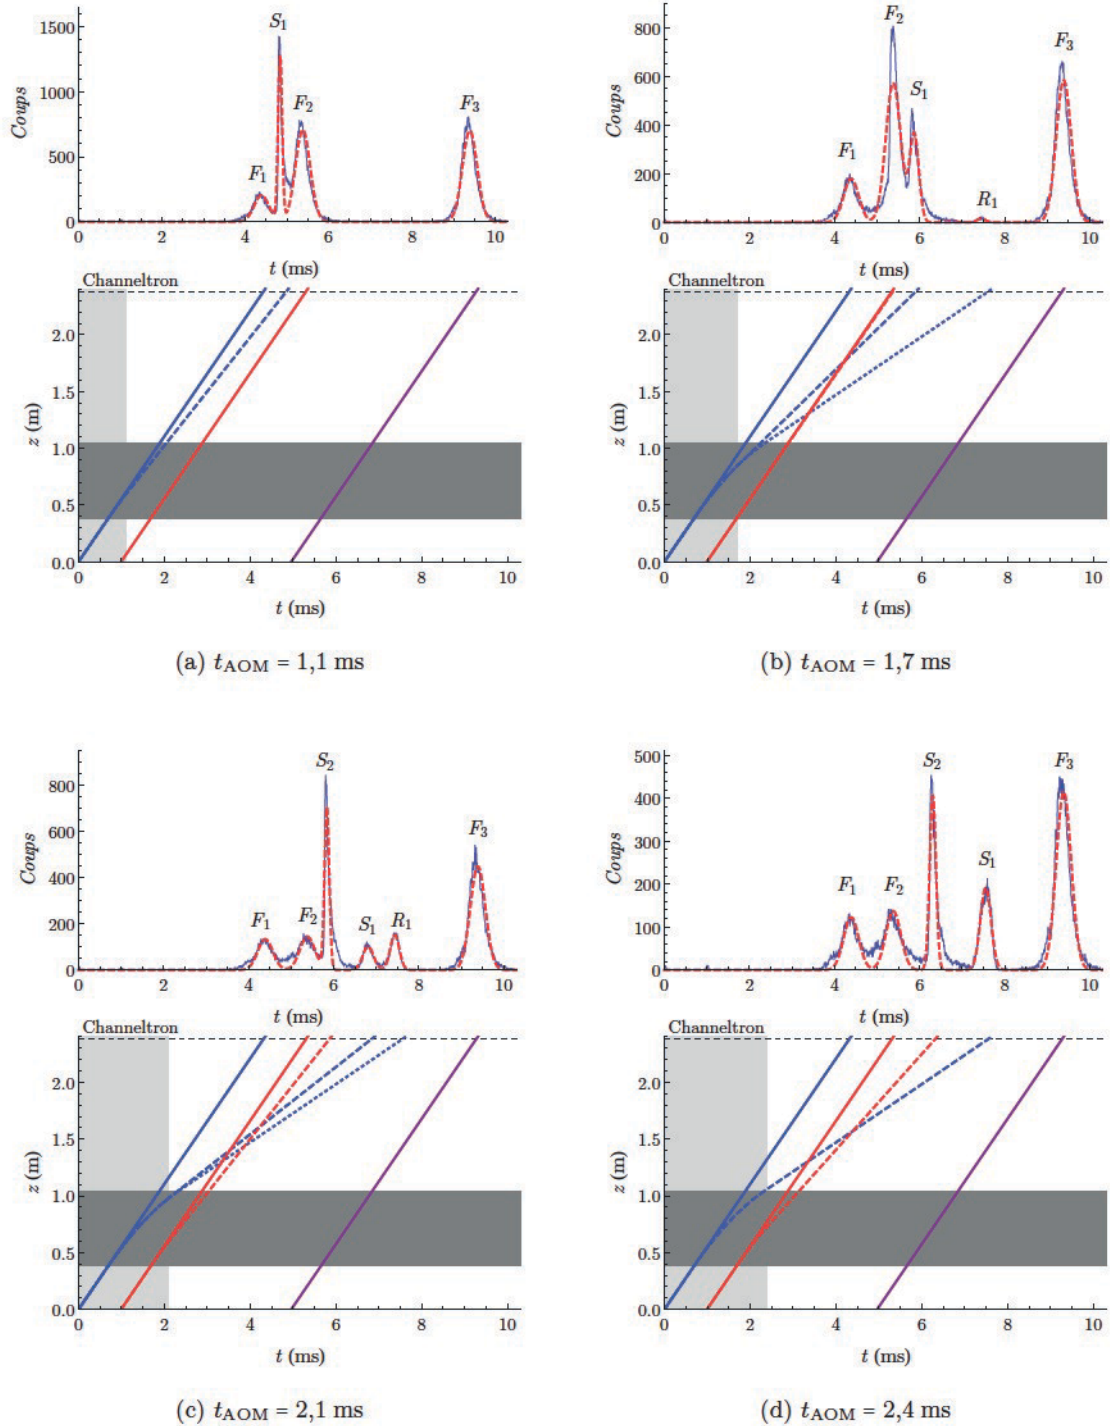 Coups
1500
1000
500
0
S1
F1
F2
F3
0 2 4 6 8 10
t (ms)
Channeltron
z (m)
2.0
1.5
1.0
0.5
0.0
0 2 4 6 8 10
t (ms)
(a) tAOM = 1,1 ms
Coups
800
600
400
200
0
F2
F3
S1
F1
R1
0 2 4 6 8 10
t (ms)
Channeltron
z (m)
2.0
1.5
1.0
0.5
0.0
0 2 4 6 8 10
t (ms)
(b) tAOM = 1,7 ms
Coups
800
600
400
200
0
S2
F3
F1
F2
S1
R1
0 2 4 6 8 10
t (ms)
Channeltron
z (m)
2.0
1.5
1.0
0.5
0.0
0 2 4 6 8 10
t (ms)
(c) tAOM = 2,1 ms
Coups
500
400
300
200
100
0
S2
F3
S1
F1
F2
0 2 4 6 8 10
t (ms)
Channeltron
z (m)
2.0
1.5
1.0
0.5
0.0
0 2 4 6 8 10
t (ms)
(d) tAOM = 2,4 ms